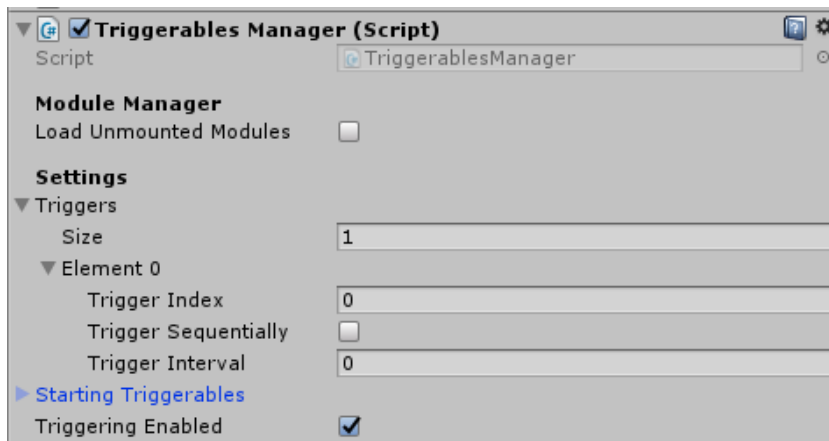 Triggerables Manager (Script)
Script TriggerablesManager
Module Manager
Load Unmounted Modules
Settings
Triggers
Size 1
Element 0
Trigger Index 0
Trigger Sequentially
Trigger Interval 0
Starting Triggerables
Triggering Enabled